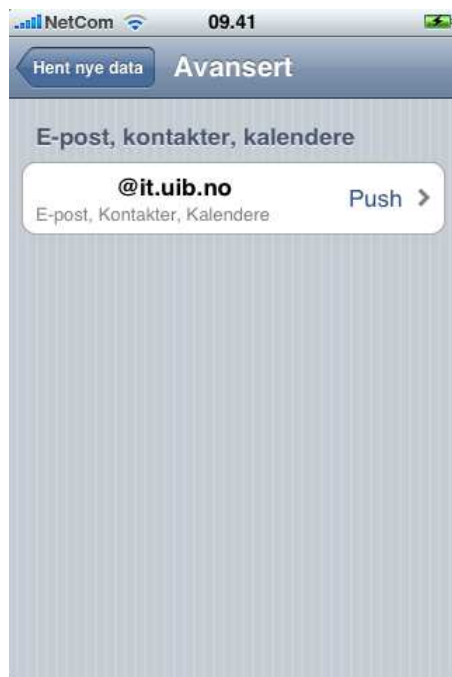 NetCom 09.41
Hent nye data Avansert
E-post, kontakter, kalendere
@it.uib.no
E-post, Kontakter, Kalendere
Push